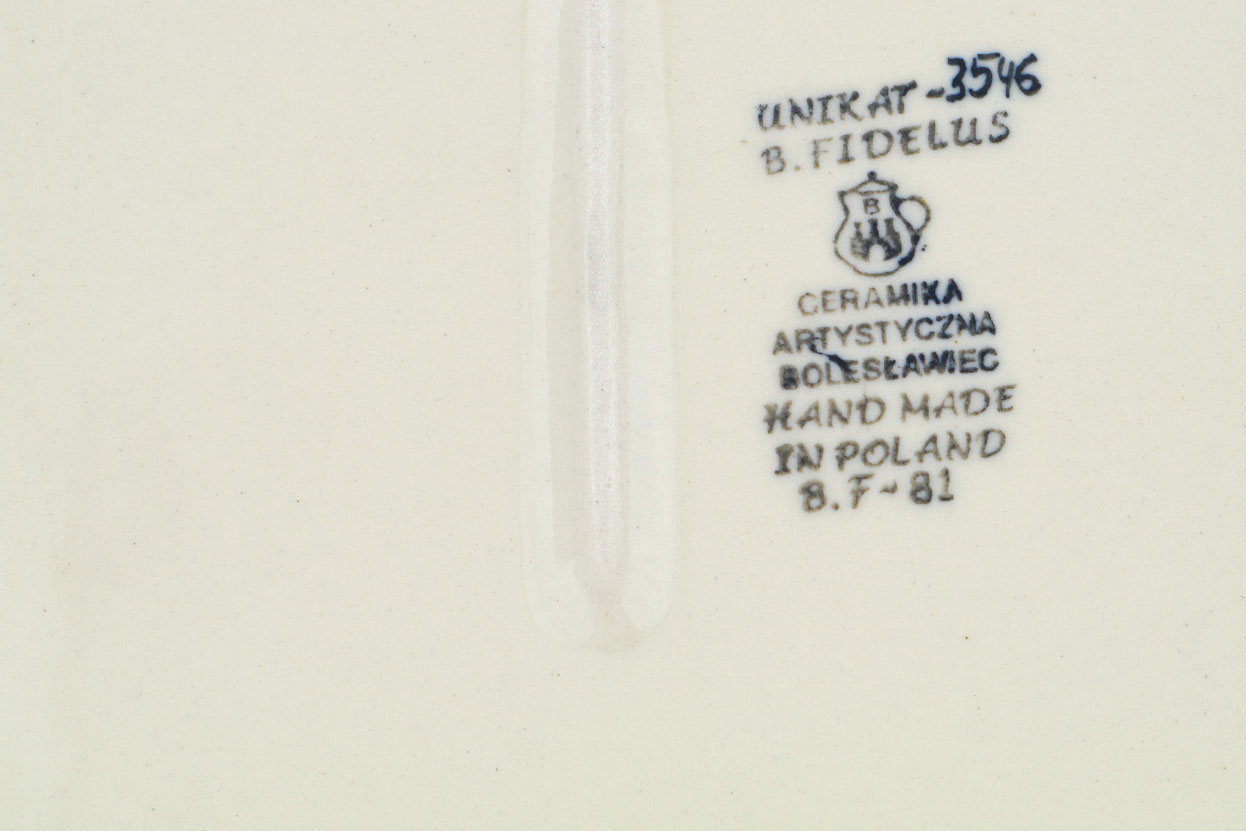 UNIKAT-3546
B. FIDELUS
B
CERAMIKA
ARTYSTYCZNA
BOLESŁAWIEC
HAND MADE
IN POLAND
B.F-81